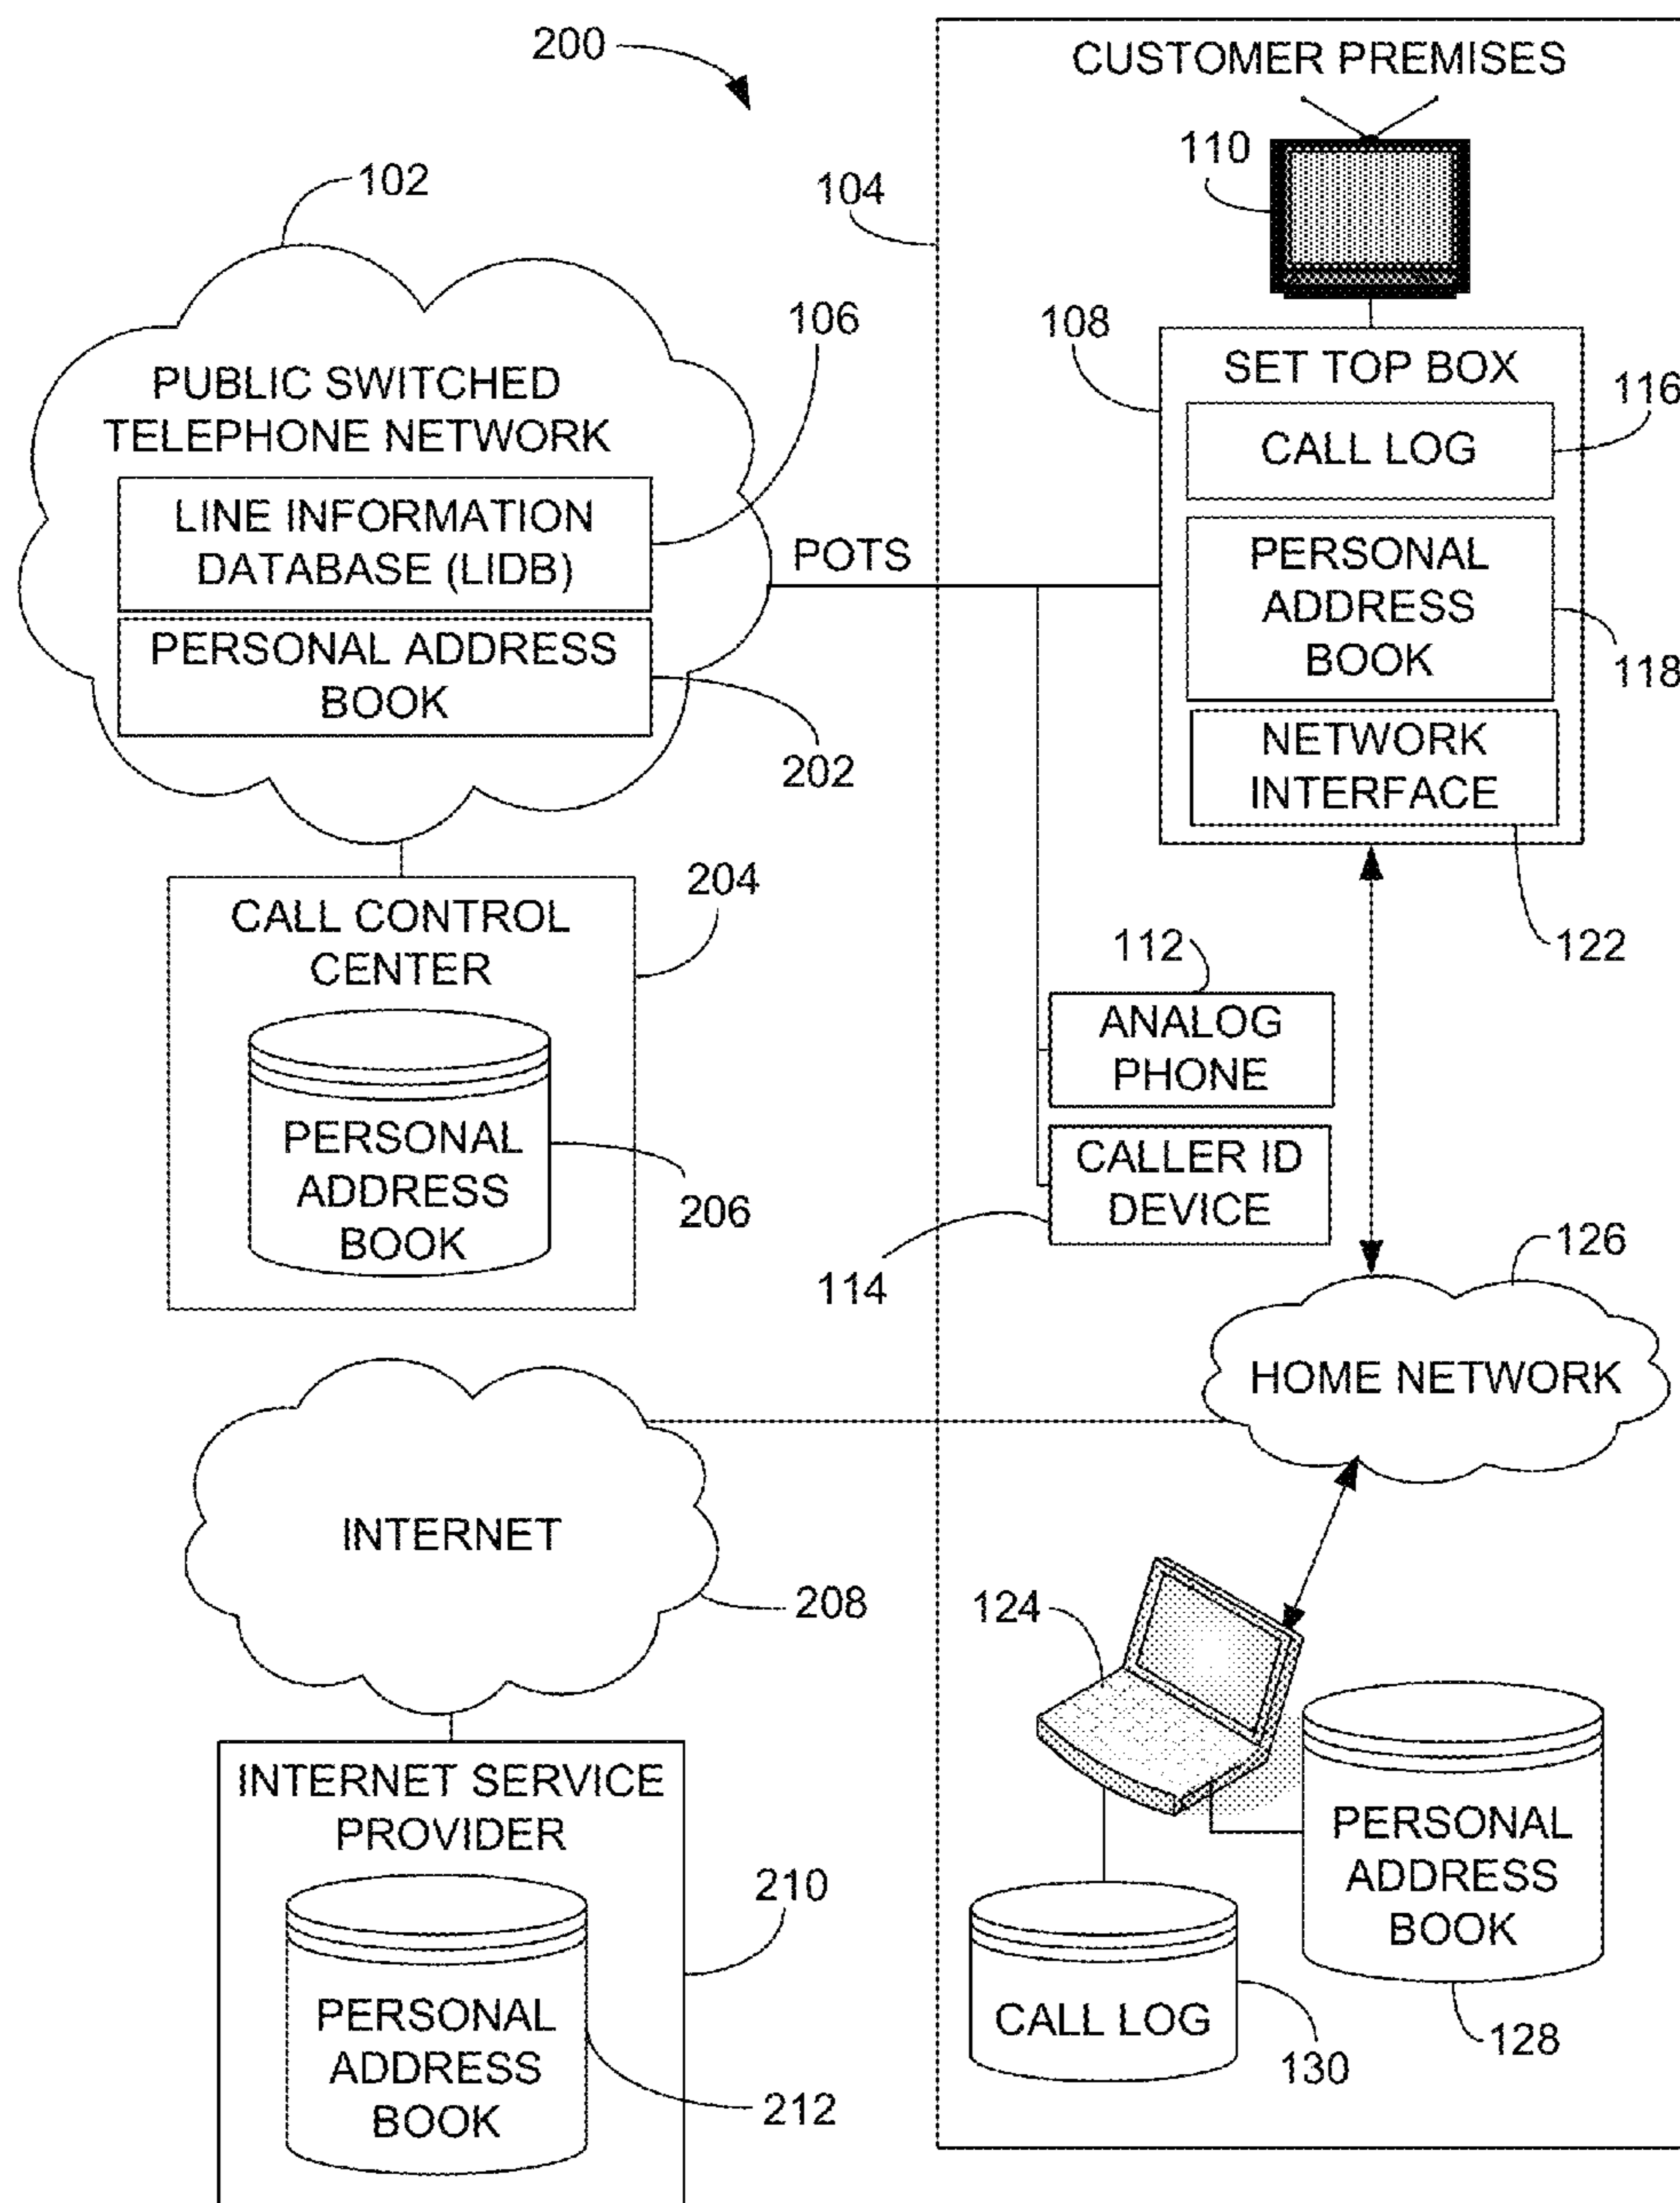 200
CUSTOMER PREMISES
110
102
104
106
108
SET TOP BOX
116
CALL LOG
PUBLIC SWITCHED
TELEPHONE NETWORK
LINE INFORMATION
DATABASE (LIDB)
POTS
PERSONAL
ADDRESS
BOOK
118
PERSONAL ADDRESS
BOOK
202
NETWORK
INTERFACE
122
204
CALL CONTROL
CENTER
PERSONAL
ADDRESS
BOOK
206
112
ANALOG
PHONE
CALLER ID
DEVICE
114
126
HOME NETWORK
INTERNET
208
124
INTERNET SERVICE
PROVIDER
210
PERSONAL
ADDRESS
BOOK
212
PERSONAL
ADDRESS
BOOK
128
CALL LOG
130